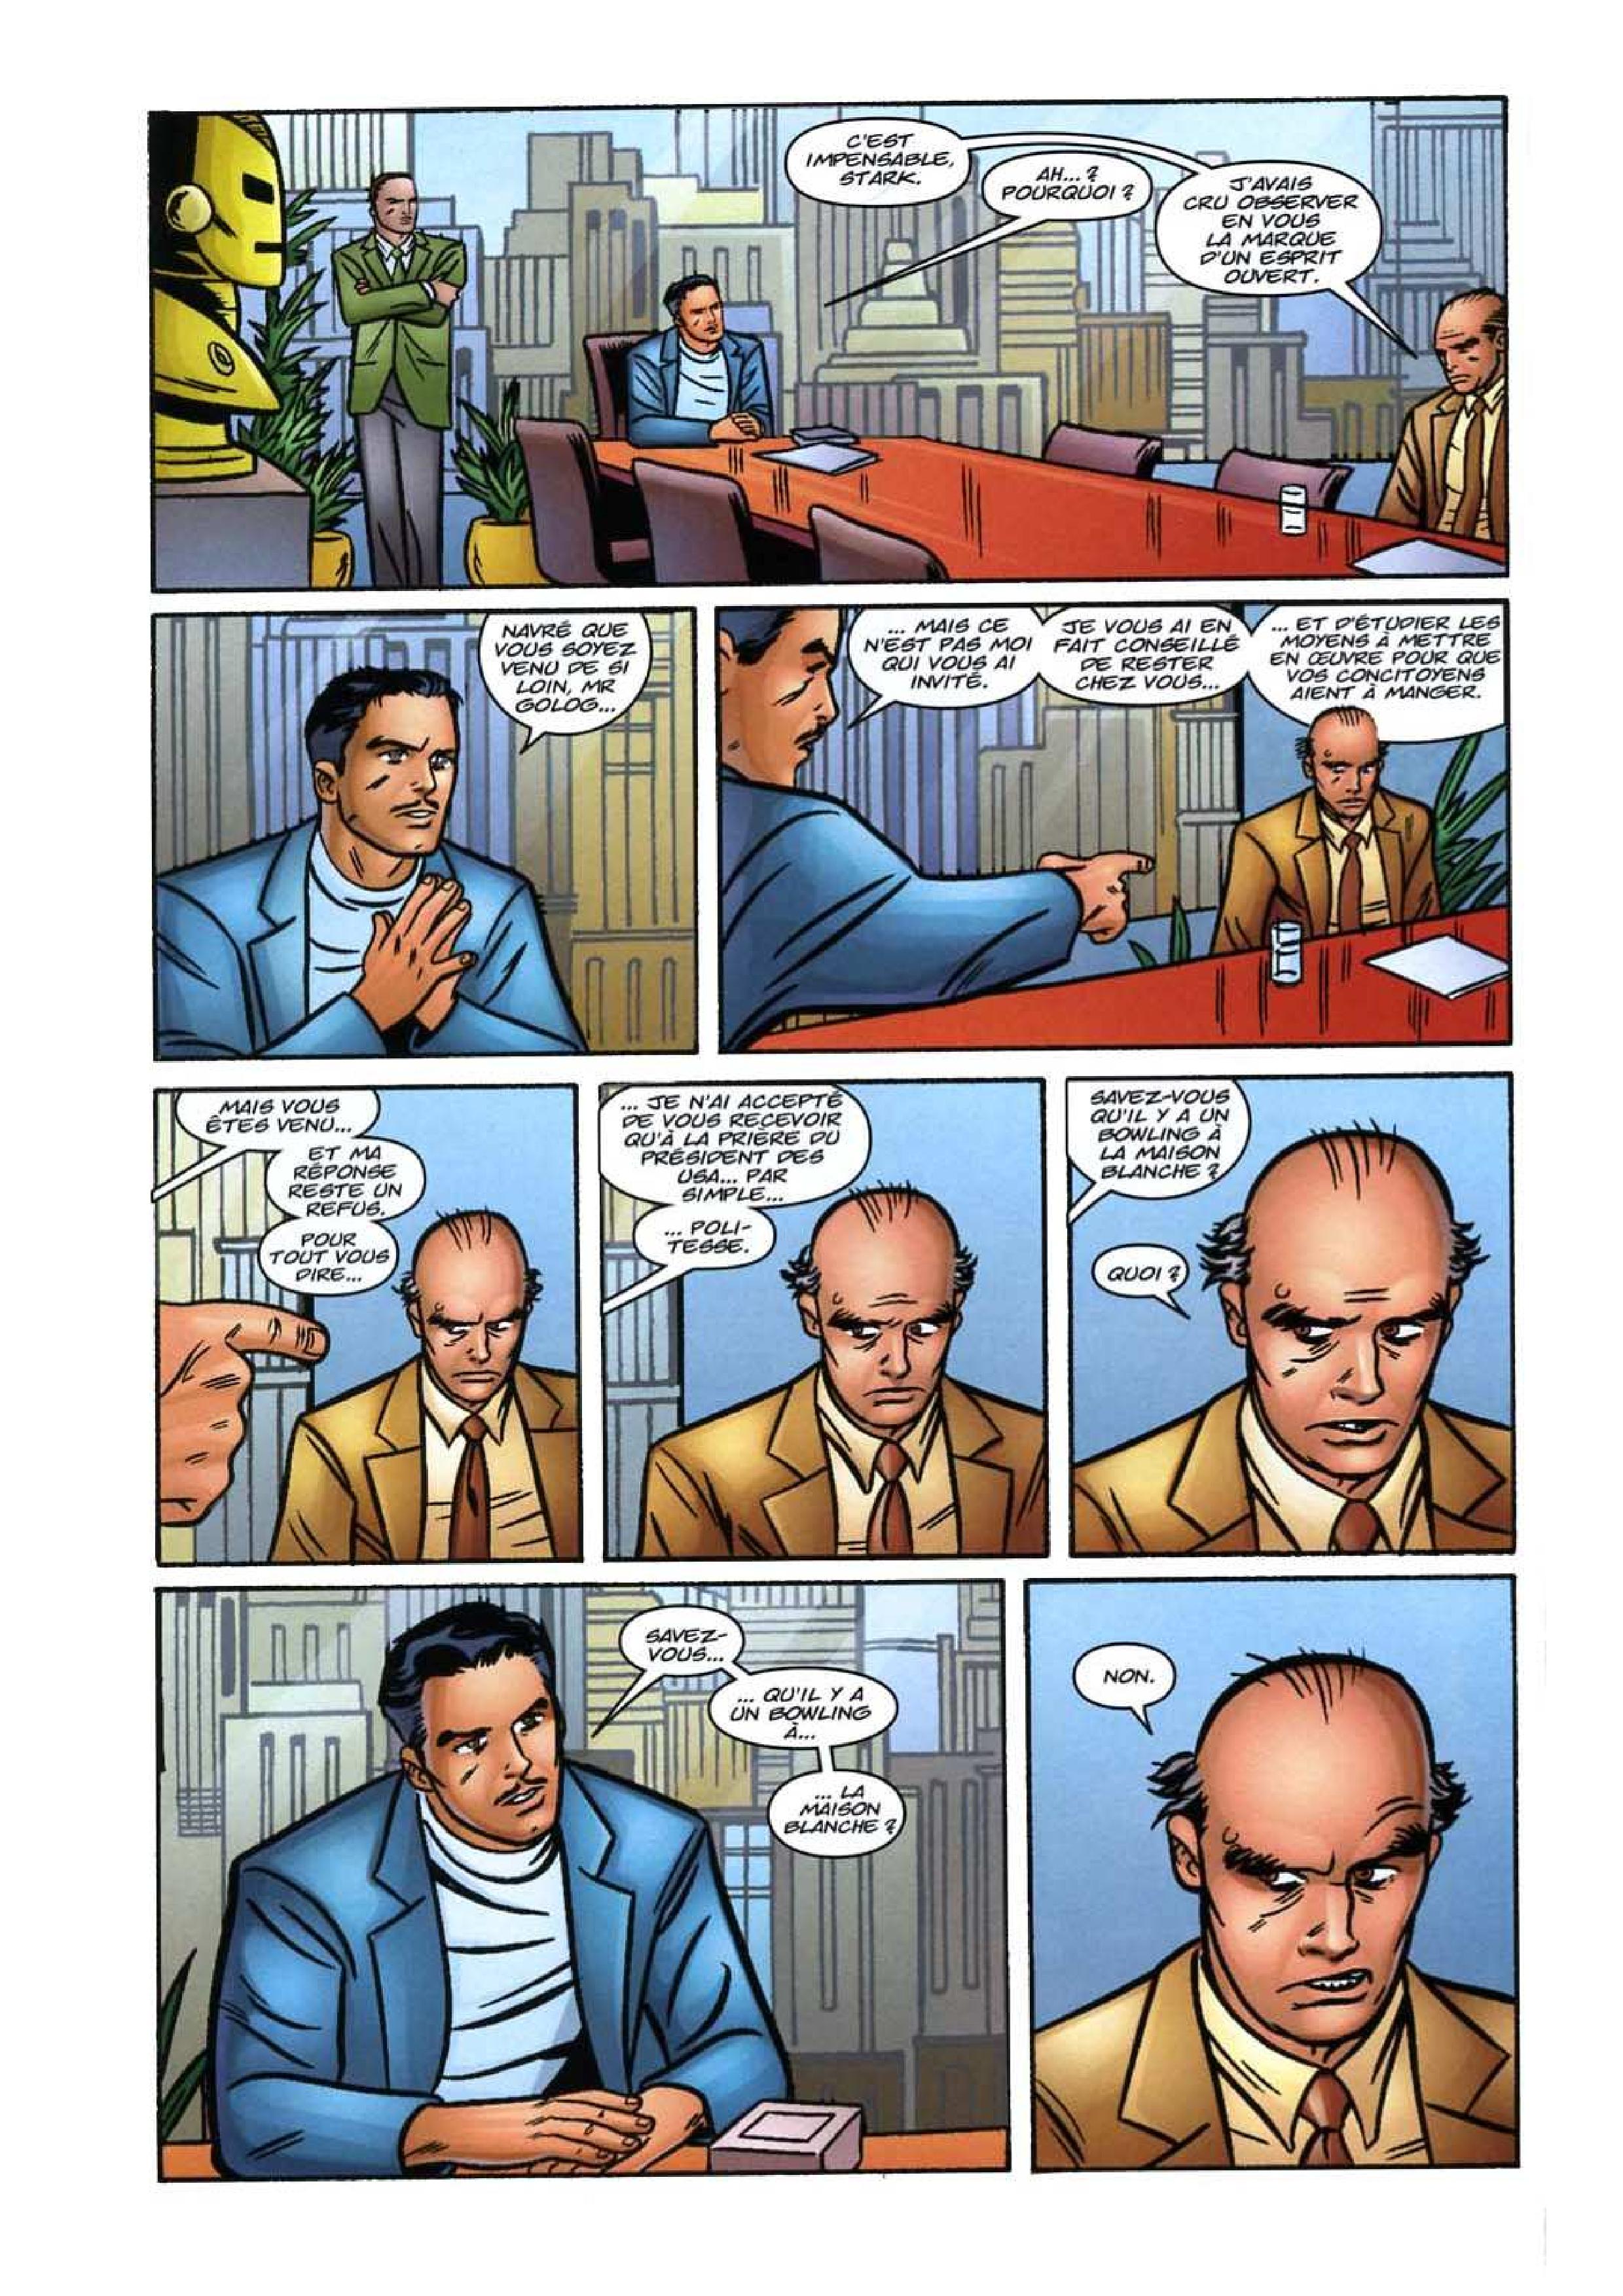 C'EST
IMPENSABLE,
STARK.
AH... ?
POURQUOI ?
J'AVAIS
CRU OBSERVER
EN VOUS
LA MARQUE
D'UN ESPRIT
OUVERT.
NAVRÉ QUE
VOUS SOYEZ
VENU DE SI
LOIN, MR
GOLOG...
... MAIS CE
N'EST PAS MOI
QUI VOUS AI
INVITÉ.
JE VOUS AI EN
FAIT CONSEILLÉ
DE RESTER
CHEZ VOUS...
... ET D'ÉTUDIER LES
MOYENS À METTRE
EN ŒUVRE POUR QUE
VOS CONCITOYENS
AIENT À MANGER.
MAIS VOUS
ÊTES VENU...
ET MA
RÉPONSE
RESTE UN
REFUS.
POUR
TOUT VOUS
DIRE...
... JE N'AI ACCEPTÉ
DE VOUS RECEVOIR
QU'À LA PRIÈRE DU
PRÉSIDENT DES
USA... PAR
SIMPLE...
... POLI-
TESSE.
SAVEZ-VOUS
QU'IL Y A UN
BOWLING À
LA MAISON
BLANCHE ?
QUOI ?
SAVEZ-
VOUS...
... QU'IL Y A
UN BOWLING
À...
... LA
MAISON
BLANCHE ?
NON.